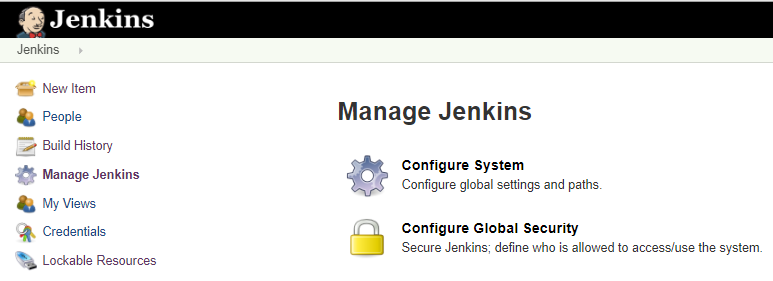 Jenkins
Jenkins
New Item
People
Build History
Manage Jenkins
My Views
Credentials
Lockable Resources
Manage Jenkins
Configure System
Configure global settings and paths.
Configure Global Security
Secure Jenkins; define who is allowed to access/use the system.